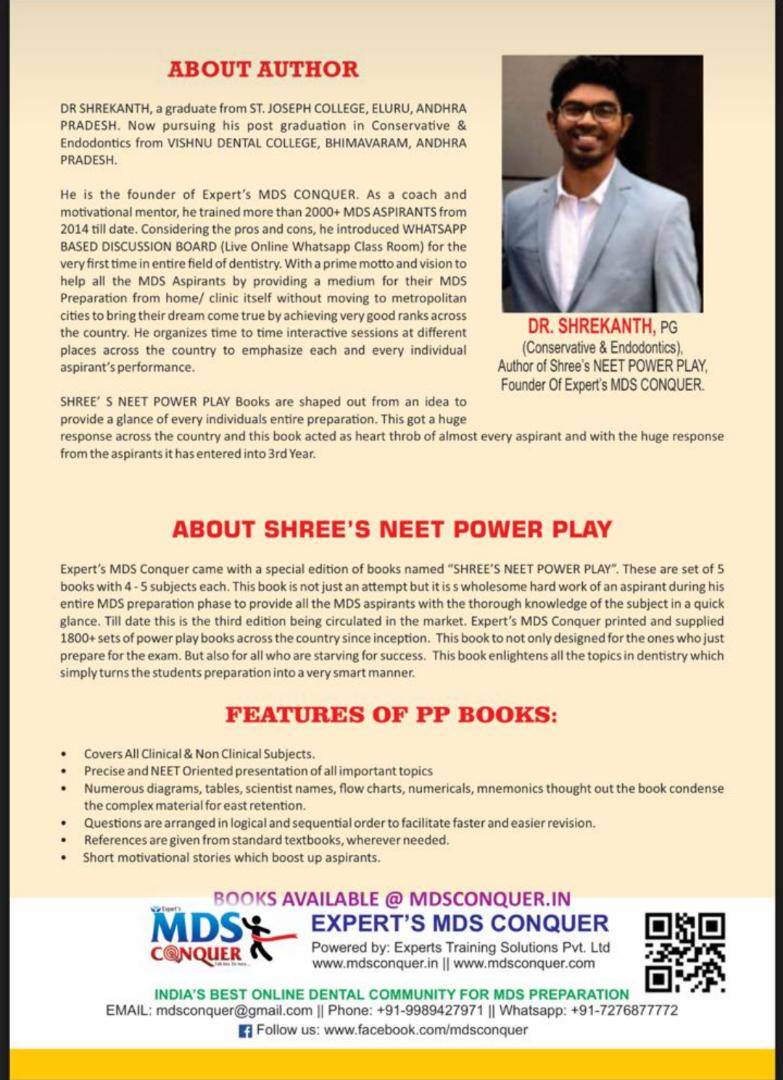 ABOUT AUTHOR
DR SHREKANTH, a graduate from ST. JOSEPH COLLEGE, ELURU, ANDHRA
PRADESH. Now pursuing his post graduation in Conservative &
Endodontics from VISHNU DENTAL COLLEGE, BHIMAVARAM, ANDHRA
PRADESH.
He is the founder of Expert's MDS CONQUER. As a coach and
motivational mentor, he trained more than 2000+ MDS ASPIRANTS from
2014 till date. Considering the pros and cons, he introduced WHATSAPP
BASED DISCUSSION BOARD (Live Online Whatsapp Class Room) for the
very first time in entire field of dentistry. With a prime motto and vision to
help all the MDS Aspirants by providing a medium for their MDS
Preparation from home/ clinic itself without moving to metropolitan
cities to bring their dream come true by achieving very good ranks across
the country. He organizes time to time interactive sessions at different
places across the country to emphasize each and every individual
aspirant's performance.
DR. SHREKANTH, PG
(Conservative & Endodontics),
Author of Shree's NEET POWER PLAY,
Founder Of Expert's MDS CONQUER.
SHREE' S NEET POWER PLAY Books are shaped out from an idea to
provide a glance of every individuals entire preparation. This got a huge
response across the country and this book acted as heart throb of almost every aspirant and with the huge response
from the aspirants it has entered into 3rd Year.
ABOUT SHREE'S NEET POWER PLAY
Expert's MDS Conquer came with a special edition of books named "SHREE'S NEET POWER PLAY". These are set of 5
books with 4 - 5 subjects each. This book is not just an attempt but it is s wholesome hard work of an aspirant during his
entire MDS preparation phase to provide all the MDS aspirants with the thorough knowledge of the subject in a quick
glance. Till date this is the third edition being circulated in the market. Expert's MDS Conquer printed and supplied
1800+ sets of power play books across the country since inception. This book to not only designed for the ones who just
prepare for the exam. But also for all who are starving for success. This book enlightens all the topics in dentistry which
simply turns the students preparation into a very smart manner.
FEATURES OF PP BOOKS:
• Covers All Clinical & Non Clinical Subjects.
• Precise and NEET Oriented presentation of all important topics
• Numerous diagrams, tables, scientist names, flow charts, numericals, mnemonics thought out the book condense
the complex material for east retention.
• Questions are arranged in logical and sequential order to facilitate faster and easier revision.
• References are given from standard textbooks, wherever needed.
• Short motivational stories which boost up aspirants.
BOOKS AVAILABLE @ MDSCONQUER.IN
Expert's
MDS
CONQUER
EXPERT'S MDS CONQUER
Powered by: Experts Training Solutions Pvt. Ltd
www.mdsconquer.in || www.mdsconquer.com
INDIA'S BEST ONLINE DENTAL COMMUNITY FOR MDS PREPARATION
EMAIL: mdsconquer@gmail.com || Phone: +91-9989427971 || Whatsapp: +91-7276877772
Follow us: www.facebook.com/mdsconquer